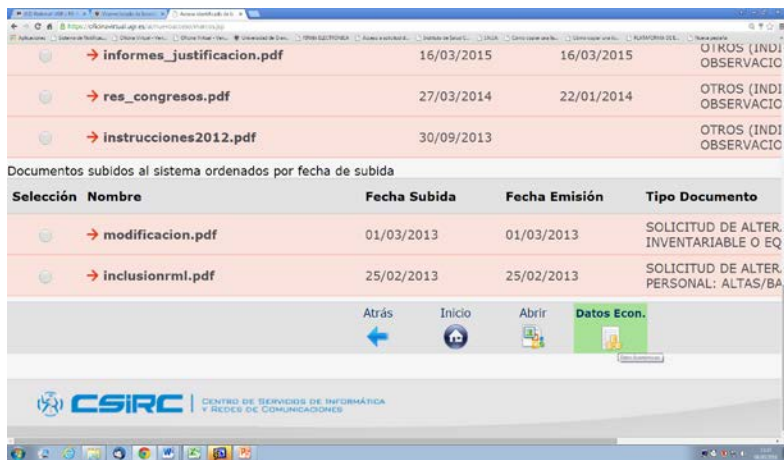 https://oficinavirtual.ugr.es
→ informes_justificacion.pdf 16/03/2015 16/03/2015 OTROS (INDI
OBSERVACIO
→ res_congresos.pdf 27/03/2014 22/01/2014 OTROS (INDI
OBSERVACIO
→ instrucciones2012.pdf 30/09/2013 OTROS (INDI
OBSERVACIO
Documentos subidos al sistema ordenados por fecha de subida
Selección Nombre Fecha Subida Fecha Emisión Tipo Documento
→ modificacion.pdf 01/03/2013 01/03/2013 SOLICITUD DE ALTER.
INVENTARIABLE O EQ
→ inclusionrml.pdf 25/02/2013 25/02/2013 SOLICITUD DE ALTER.
PERSONAL: ALTAS/BA
Atrás Inicio Abrir Datos Econ.
CSIRC CENTRO DE SERVICIOS DE INFORMÁTICA
Y REDES DE COMUNICACIONES